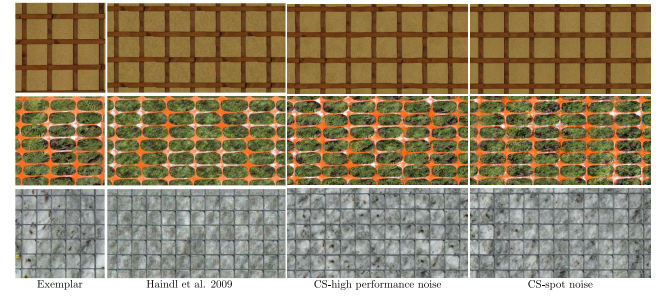 Exemplar
Haindl et al. 2009
CS-high performance noise
CS-spot noise